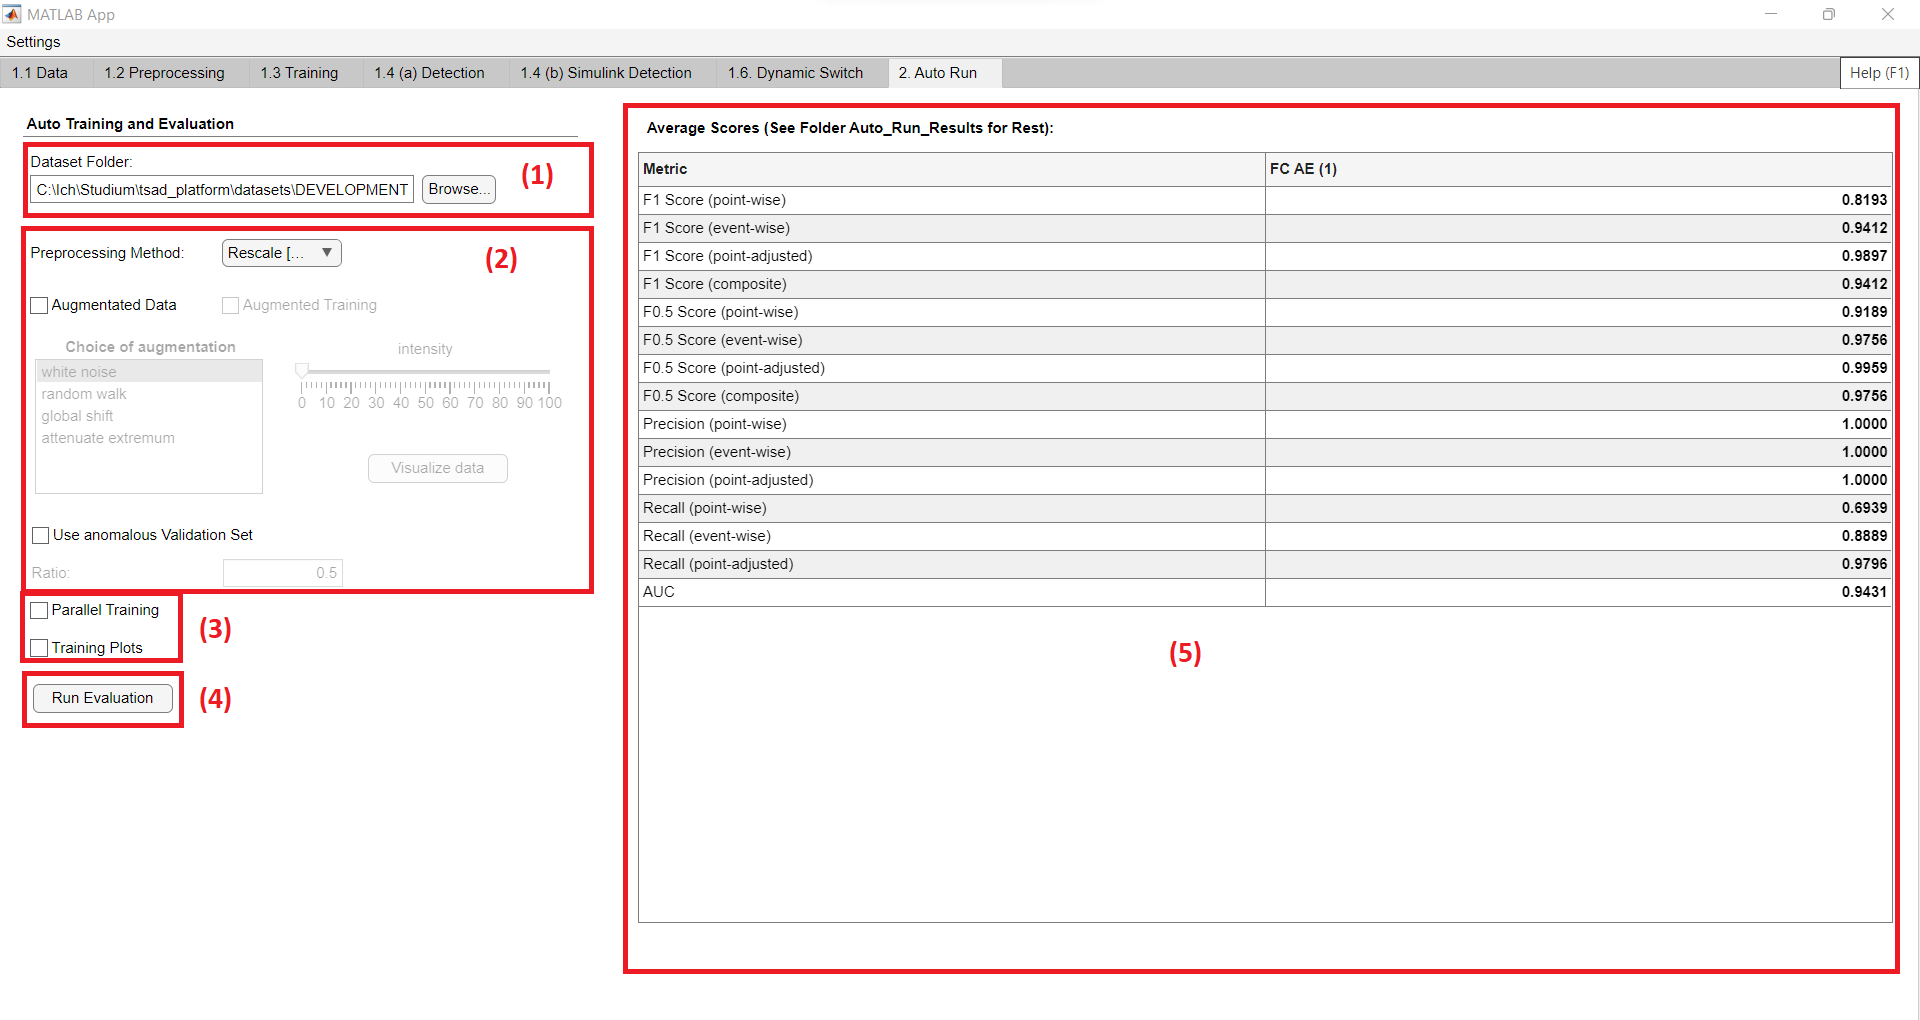 MATLAB App
Settings
1.1 Data 1.2 Preprocessing 1.3 Training 1.4 (a) Detection 1.4 (b) Simulink Detection 1.6. Dynamic Switch 2. Auto Run Help (F1)
Auto Training and Evaluation
Dataset Folder:
(1)
C:\Ich\Studium\tsad_platform\datasets\DEVELOPMENT Browse...
Preprocessing Method: Rescale [... (2)
Augmentated Data Augmented Training
Choice of augmentation intensity
white noise
random walk
global shift
attenuate extremum
0 10 20 30 40 50 60 70 80 90 100
Visualize data
Use anomalous Validation Set
Ratio: 0.5
Parallel Training
(3)
Training Plots
Run Evaluation (4)
Average Scores (See Folder Auto_Run_Results for Rest):
Metric FC AE (1)
F1 Score (point-wise) 0.8193
F1 Score (event-wise) 0.9412
F1 Score (point-adjusted) 0.9897
F1 Score (composite) 0.9412
F0.5 Score (point-wise) 0.9189
F0.5 Score (event-wise) 0.9756
F0.5 Score (point-adjusted) 0.9959
F0.5 Score (composite) 0.9756
Precision (point-wise) 1.0000
Precision (event-wise) 1.0000
Precision (point-adjusted) 1.0000
Recall (point-wise) 0.6939
Recall (event-wise) 0.8889
Recall (point-adjusted) 0.9796
AUC 0.9431
(5)